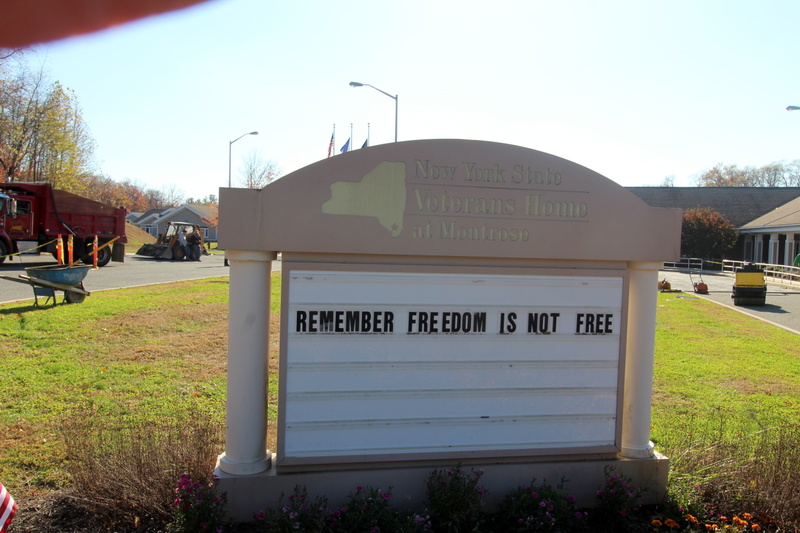 New York State
Veterans Home
at Montrose
REMEMBER FREEDOM IS NOT FREE